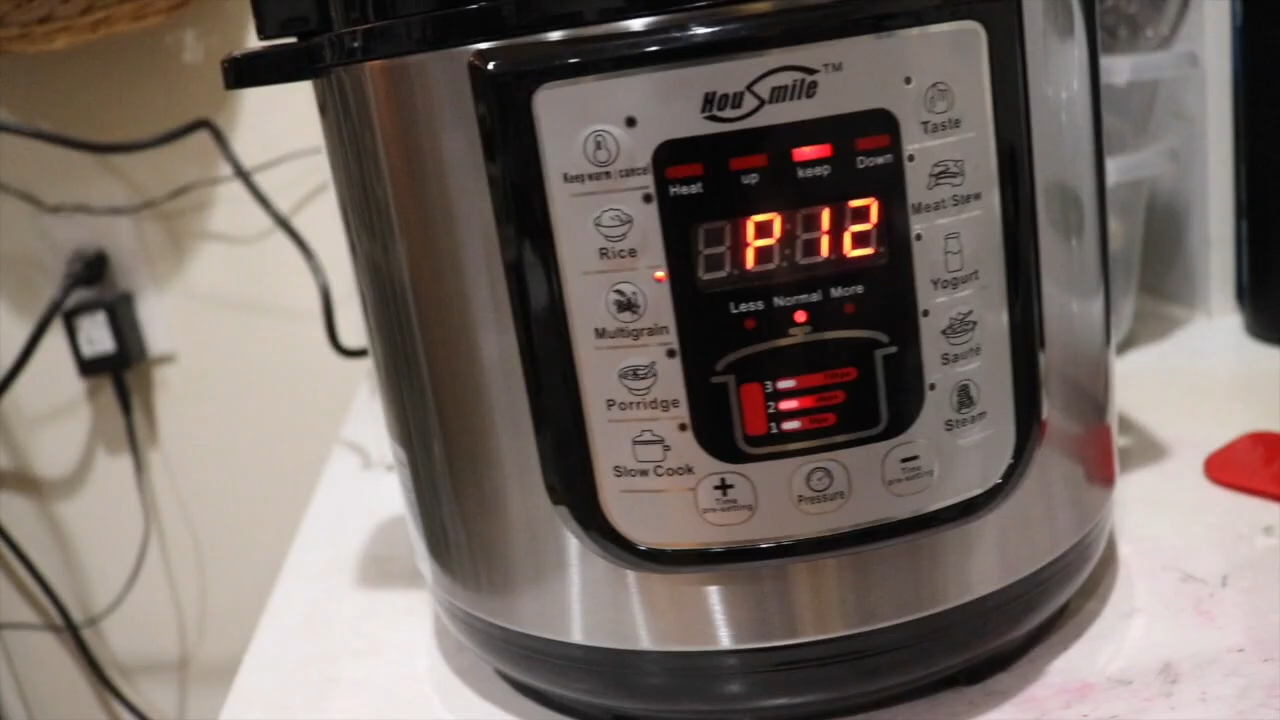 HouSmile™
Keep warm | cancel
Rice
Multigrain
Porridge
Slow Cook
Heat
up
keep
Down
P12
Less Normal More
3
2
1
Taste
Meat/Stew
Yogurt
Sauté
Steam
+
Time
pre-setting
Pressure
-
Time
pre-setting